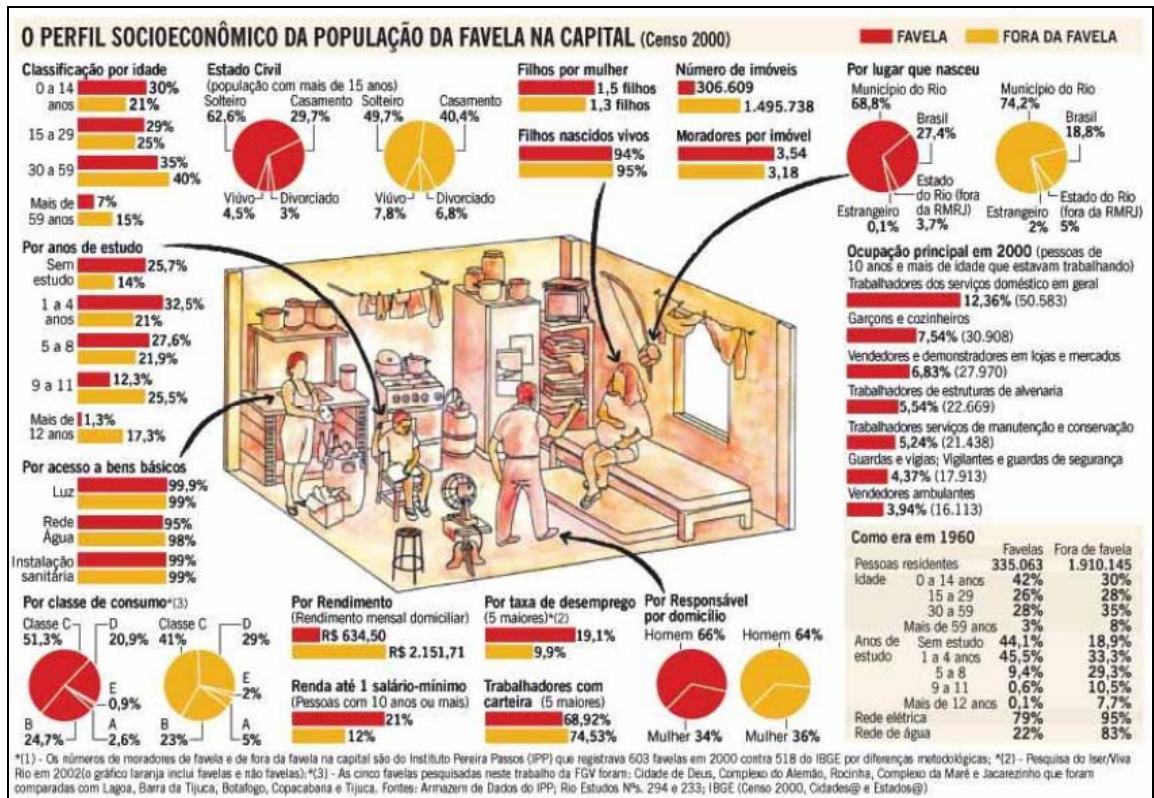 O PERFIL SOCIOECONÔMICO DA POPULAÇÃO DA FAVELA NA CAPITAL (Censo 2000)
FAVELA
FORA DA FAVELA
Classificação por idade
0 a 14 anos
30%
21%
15 a 29
29%
25%
30 a 59
35%
40%
Mais de 59 anos
7%
15%
Estado Civil
(população com mais de 15 anos)
Solteiro 62,6%
Casamento 29,7%
Viúvo 4,5%
Divorciado 3%
Solteiro 49,7%
Casamento 40,4%
Viúvo 7,8%
Divorciado 6,8%
Filhos por mulher
1,5 filhos
1,3 filhos
Filhos nascidos vivos
94%
95%
Número de imóveis
306.609
1.495.738
Moradores por imóvel
3,54
3,18
Por lugar que nasceu
Município do Rio 68,8%
Brasil 27,4%
Estado do Rio (fora da RMRJ) 3,7%
Estrangeiro 0,1%
Município do Rio 74,2%
Brasil 18,8%
Estado do Rio (fora da RMRJ) 5%
Estrangeiro 2%
Por anos de estudo
Sem estudo
25,7%
14%
1 a 4 anos
32,5%
21%
5 a 8
27,6%
21,9%
9 a 11
12,3%
25,5%
Mais de 12 anos
1,3%
17,3%
Por acesso a bens básicos
Luz
99,9%
99%
Rede Água
95%
98%
Instalação sanitária
99%
99%
Ocupação principal em 2000 (pessoas de
10 anos e mais de idade que estavam trabalhando)
Trabalhadores dos serviços doméstico em geral
12,36% (50.583)
Garçons e cozinheiros
7,54% (30.908)
Vendedores e demonstradores em lojas e mercados
6,83% (27.970)
Trabalhadores de estruturas de alvenaria
5,54% (22.669)
Trabalhadores serviços de manutenção e conservação
5,24% (21.438)
Guardas e vigias; Vigilantes e guardas de segurança
4,37% (17.913)
Vendedores ambulantes
3,94% (16.113)
Por classe de consumo*(3)
Classe C 51,3%
D 20,9%
E 0,9%
A 2,6%
B 24,7%
Classe C 41%
D 29%
E 2%
A 5%
B 23%
Por Rendimento
(Rendimento mensal domiciliar)
R$ 634,50
R$ 2.151,71
Renda até 1 salário-mínimo
(Pessoas com 10 anos ou mais)
21%
12%
Por taxa de desemprego
(5 maiores)*(2)
19,1%
9,9%
Trabalhadores com
carteira (5 maiores)
68,92%
74,53%
Por Responsável
por domicílio
Homem 66%
Mulher 34%
Homem 64%
Mulher 36%
Como era em 1960
Favelas Fora de favela
Pessoas residentes 335.063 1.910.145
Idade 0 a 14 anos 42% 30%
15 a 29 26% 28%
30 a 59 28% 35%
Mais de 59 anos 3% 8%
Anos de estudo Sem estudo 44,1% 18,9%
1 a 4 anos 45,5% 33,3%
5 a 8 9,4% 29,3%
9 a 11 0,6% 10,5%
Mais de 12 anos 0,1% 7,7%
Rede elétrica 79% 95%
Rede de água 22% 83%
*(1) - Os números de moradores de favela e de fora da favela na capital são do Instituto Pereira Passos (IPP) que registrava 603 favelas em 2000 contra 518 do IBGE por diferenças metodológicas; *(2) - Pesquisa do Iser/Viva
Rio em 2002(o gráfico laranja inclui favelas e não favelas);*(3) - As cinco favelas pesquisadas neste trabalho da FGV foram: Cidade de Deus, Complexo do Alemão, Rocinha, Complexo da Maré e Jacarezinho que foram
comparadas com Lagoa, Barra da Tijuca, Botafogo, Copacabana e Tijuca. Fontes: Armazem de Dados do IPP; Rio Estudos Nºs. 294 e 233; IBGE (Censo 2000, Cidades@ e Estados@)